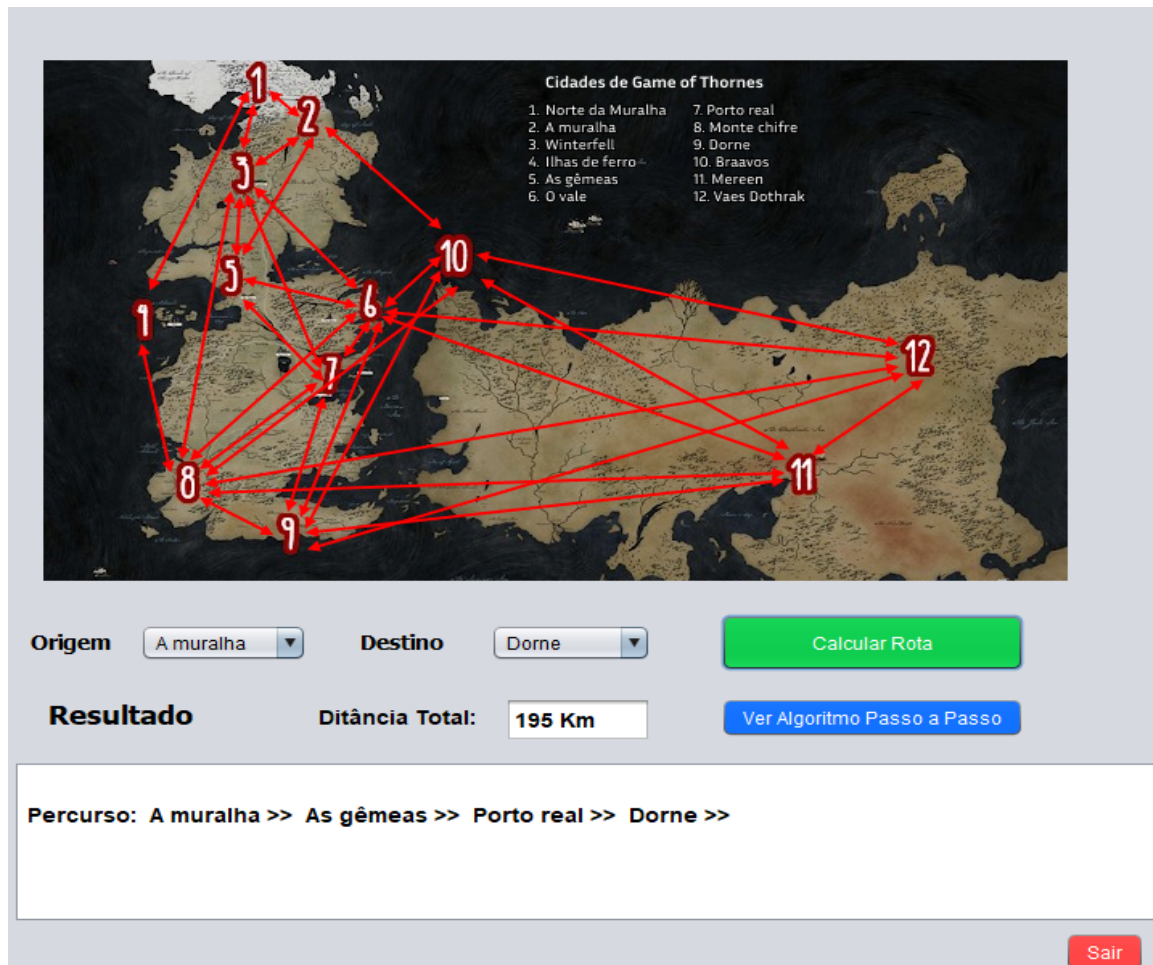 Cidades de Game of Thornes
1. Norte da Muralha
2. A muralha
3. Winterfell
4. Ilhas de ferro
5. As gêmeas
6. O vale
7. Porto real
8. Monte chifre
9. Dorne
10. Braavos
11. Mereen
12. Vaes Dothrak
1
2
3
10
5
6
12
7
11
8
9
Origem A muralha Destino Dorne Calcular Rota
Resultado Ditância Total: 195 Km Ver Algoritmo Passo a Passo
Percurso: A muralha >> As gêmeas >> Porto real >> Dorne >>
Sair